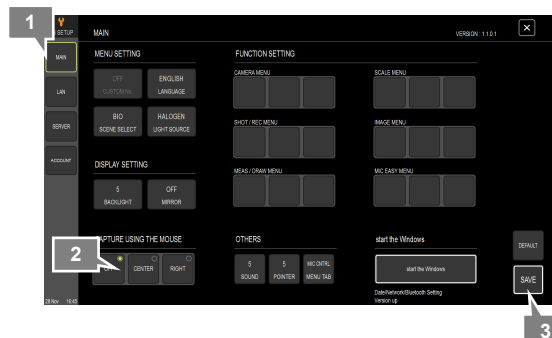 1
SETUP
MAIN
VERSION : 1.1.0.1
MAIN
LAN
SERVER
ACCOUNT
MENU SETTING
OFF
CUSTOM No.
ENGLISH
LANGUAGE
BIO
SCENE SELECT
HALOGEN
LIGHT SOURCE
DISPLAY SETTING
5
BACKLIGHT
OFF
MIRROR
CAPTURE USING THE MOUSE
2
OFF
CENTER
RIGHT
FUNCTION SETTING
CAMERA MENU
SCALE MENU
SHOT / REC MENU
IMAGE MENU
MEAS / DRAW MENU
MIC EASY MENU
OTHERS
5
SOUND
5
POINTER
MIC CNTRL
MENU TAB
start the Windows
start the Windows
Date/Network/Bluetooth Setting
Version up
DEFAULT
SAVE
3
28.Nov 16:45